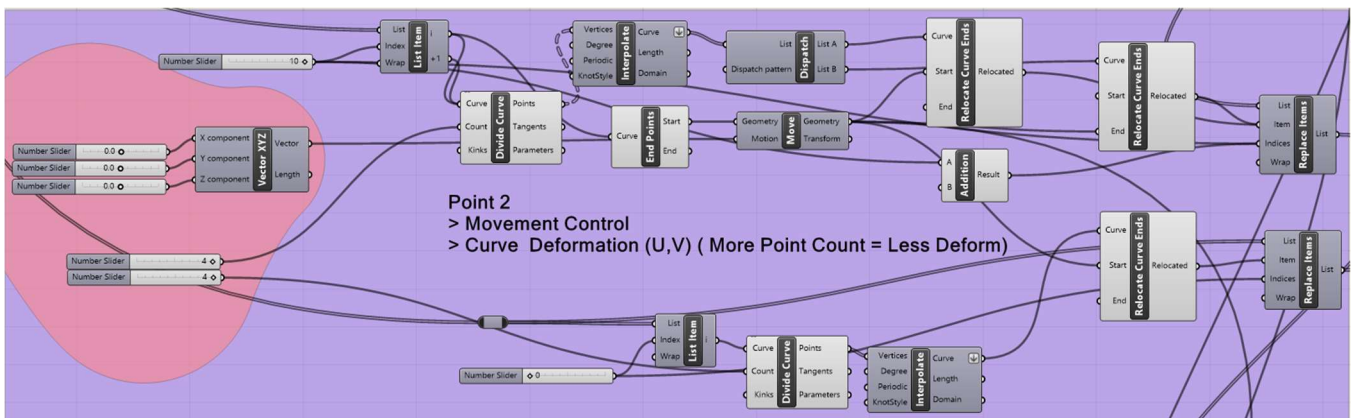 Number Slider 10
List
Index
Wrap
List Item
i
+1
Vertices
Degree
Periodic
KnotStyle
Interpolate
Curve
Length
Domain
List
Dispatch pattern
Dispatch
List A
List B
Curve
Start
End
Relocate Curve Ends
Relocated
Curve
Start
End
Relocate Curve Ends
Relocated
List
Item
Indices
Wrap
Replace Items
List
Curve
Count
Kinks
Divide Curve
Points
Tangents
Parameters
Curve
End Points
Start
End
Geometry
Motion
Move
Geometry
Transform
Number Slider 0.0
Number Slider 0.0
Number Slider 0.0
X component
Y component
Z component
Vector XYZ
Vector
Length
A
B
Addition
Result
Point 2
> Movement Control
> Curve Deformation (U,V) ( More Point Count = Less Deform)
Number Slider 4
Number Slider 4
Curve
Start
End
Relocate Curve Ends
Relocated
List
Item
Indices
Wrap
Replace Items
List
Number Slider 0
List
Index
Wrap
List Item
i
Curve
Count
Kinks
Divide Curve
Points
Tangents
Parameters
Vertices
Degree
Periodic
KnotStyle
Interpolate
Curve
Length
Domain